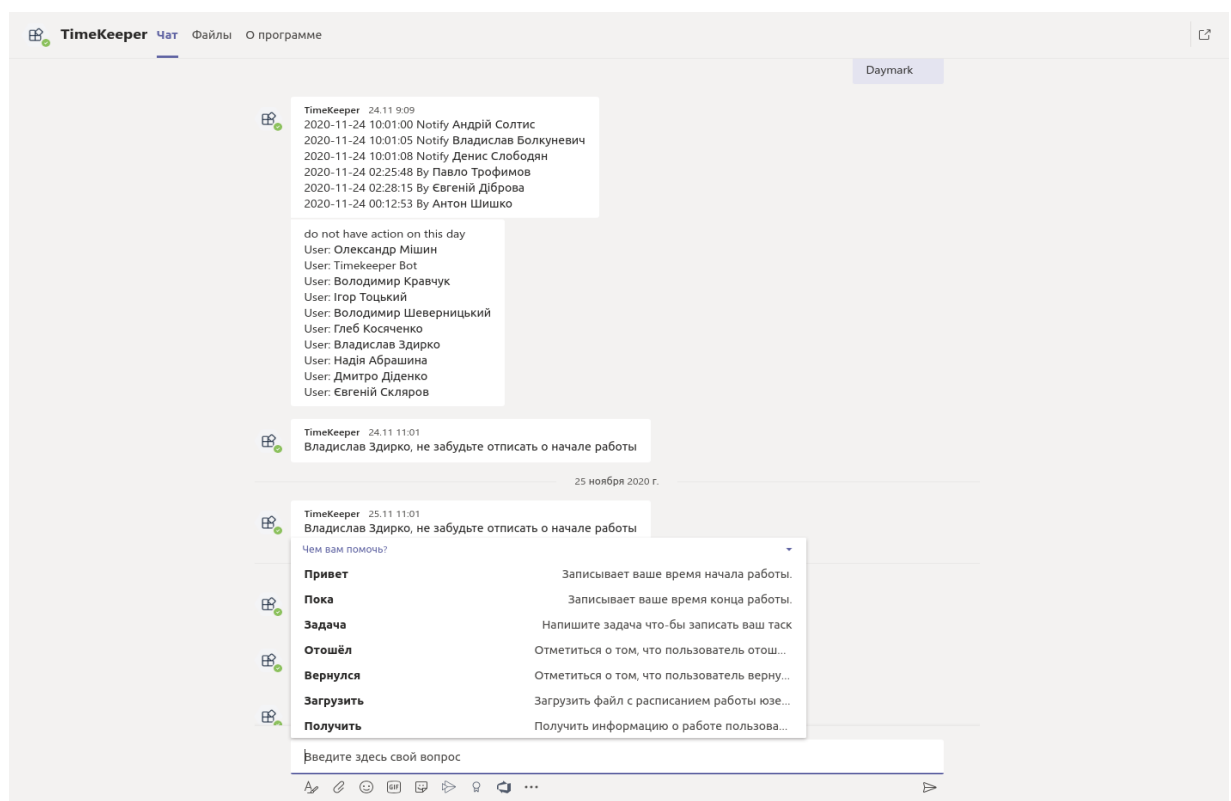 TimeKeeper Чат Файлы О программе
Daymark
TimeKeeper 24.11 9:09
2020-11-24 10:01:00 Notify Андрій Солтис
2020-11-24 10:01:05 Notify Владислав Болкуневич
2020-11-24 10:01:08 Notify Денис Слободян
2020-11-24 02:25:48 By Павло Трофимов
2020-11-24 02:28:15 By Євгеній Діброва
2020-11-24 00:12:53 By Антон Шишко
do not have action on this day
User: Олександр Мішин
User: Timekeeper Bot
User: Володимир Кравчук
User: Ігор Тоцький
User: Володимир Шеверницький
User: Глеб Косяченко
User: Владислав Здирко
User: Надія Абрашина
User: Дмитро Діденко
User: Євгеній Скляров
TimeKeeper 24.11 11:01
Владислав Здирко, не забудьте отписать о начале работы
25 ноября 2020 г.
TimeKeeper 25.11 11:01
Владислав Здирко, не забудьте отписать о начале работы
Чем вам помочь?
Привет Записывает ваше время начала работы.
Пока Записывает ваше время конца работы.
Задача Напишите задача что-бы записать ваш таск
Отошёл Отметиться о том, что пользователь отош...
Вернулся Отметиться о том, что пользователь верну...
Загрузить Загрузить файл с расписанием работы юзе...
Получить Получить информацию о работе пользова...
Введите здесь свой вопрос
GIF